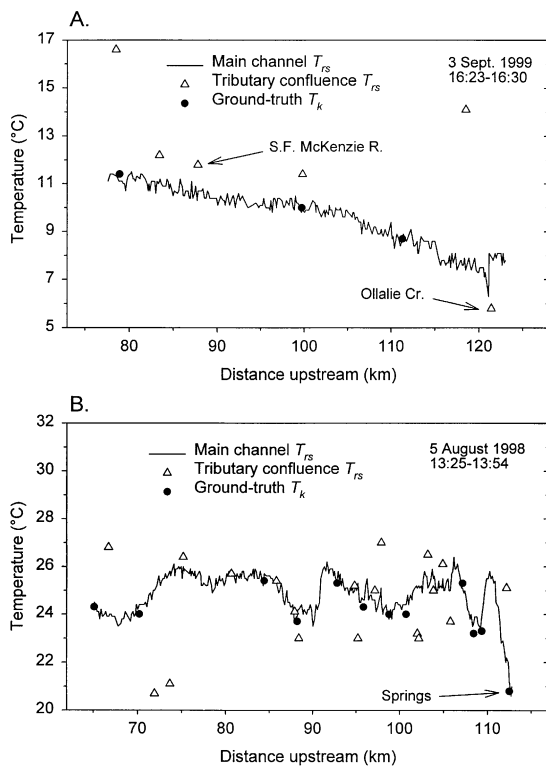 A.
17
15
13
11
9
7
5
Temperature (°C)
Main channel Trs
Tributary confluence Trs
Ground-truth Tk
3 Sept. 1999
16:23-16:30
S.F. McKenzie R.
Ollalie Cr.
80
90
100
110
120
Distance upstream (km)
B.
32
30
28
26
24
22
20
Temperature (°C)
Main channel Trs
Tributary confluence Trs
Ground-truth Tk
5 August 1998
13:25-13:54
Springs
70
80
90
100
110
Distance upstream (km)